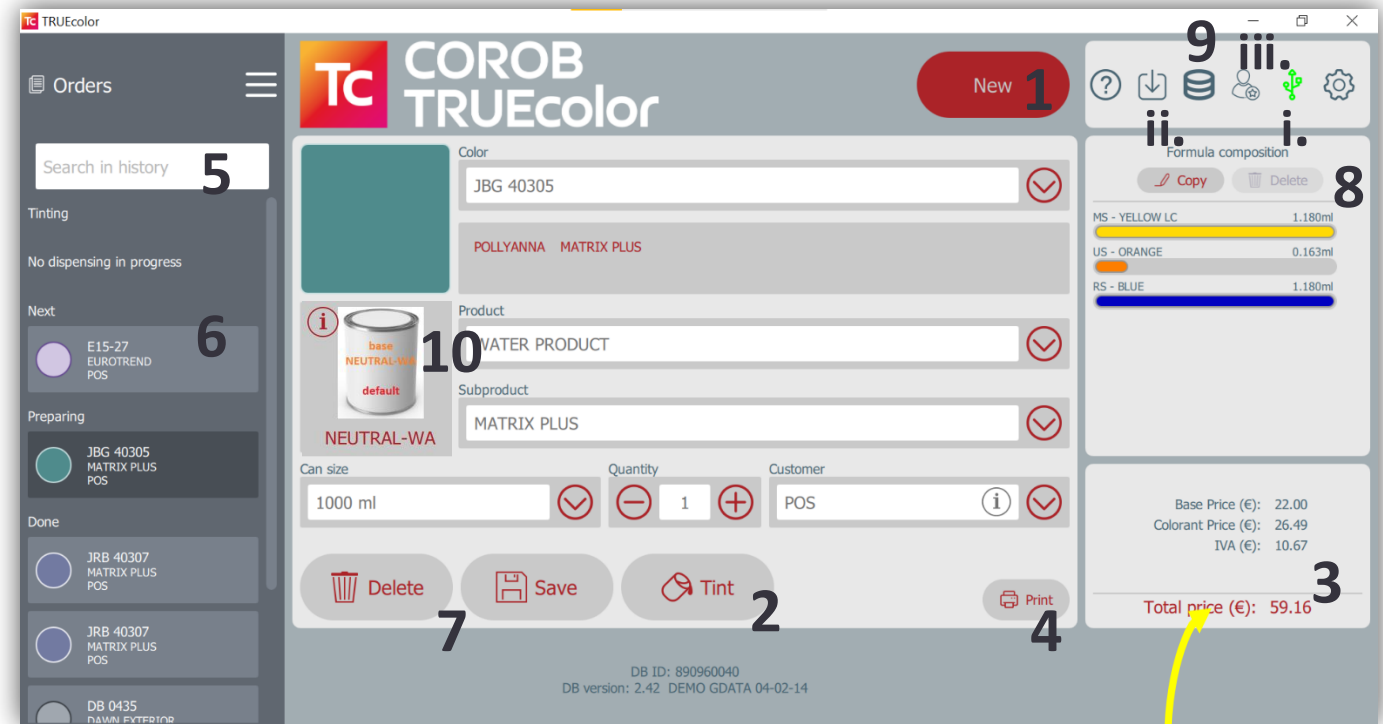 Tc TRUEcolor
Orders
Search in history
5
Tinting
No dispensing in progress
Next
6
E15-27
EUROTREND
POS
Preparing
JBG 40305
MATRIX PLUS
POS
Done
JRB 40307
MATRIX PLUS
POS
JRB 40307
MATRIX PLUS
POS
DB 0435
DAWN EXTERIOR
Tc
COROB
TRUEcolor
New
1
Color
JBG 40305
POLLYANNA MATRIX PLUS
base
NEUTRAL-WA
default
NEUTRAL-WA
10
Product
WATER PRODUCT
Subproduct
MATRIX PLUS
Can size
1000 ml
Quantity
1
Customer
POS
Delete
7
Save
Tint
2
Print
4
DB ID: 890960040
DB version: 2.42 DEMO GDATA 04-02-14
9
iii.
ii.
i.
Formula composition
Copy
Delete
8
MS - YELLOW LC 1.180ml
US - ORANGE 0.163ml
RS - BLUE 1.180ml
Base Price (€): 22.00
Colorant Price (€): 26.49
IVA (€): 10.67
3
Total price (€): 59.16